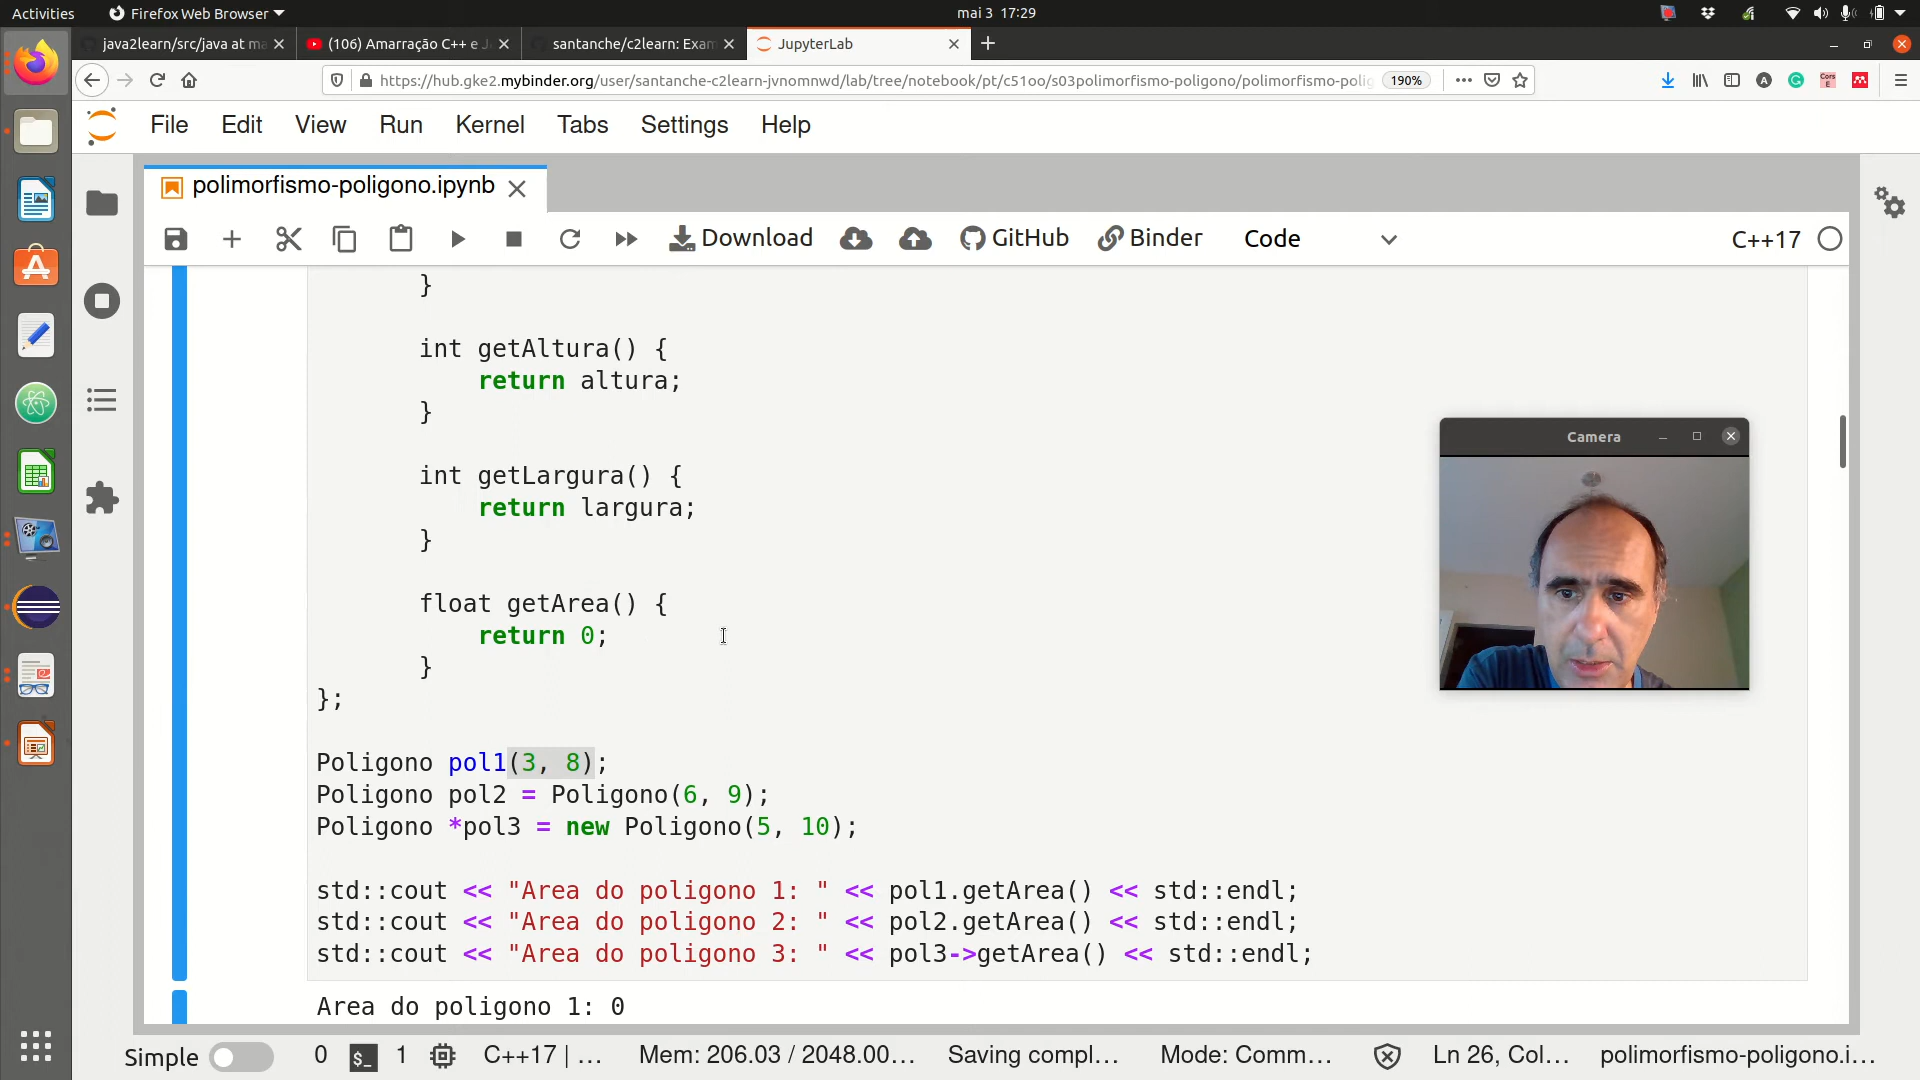 Activities
Firefox Web Browser
mai 3 17:29
java2learn/src/java at ma
(106) Amarração C++ e J
santanche/c2learn: Exam
JupyterLab
https://hub.gke2.mybinder.org/user/santanche-c2learn-jvnomnwd/lab/tree/notebook/pt/c51oo/s03polimorfismo-poligono/polimorfismo-polig
190%
File Edit View Run Kernel Tabs Settings Help
polimorfismo-poligono.ipynb
Download
GitHub
Binder
Code
C++17
}
int getAltura() {
return altura;
}
int getLargura() {
return largura;
}
float getArea() {
return 0;
}
};
Poligono pol1(3, 8);
Poligono pol2 = Poligono(6, 9);
Poligono *pol3 = new Poligono(5, 10);
std::cout << "Area do poligono 1: " << pol1.getArea() << std::endl;
std::cout << "Area do poligono 2: " << pol2.getArea() << std::endl;
std::cout << "Area do poligono 3: " << pol3->getArea() << std::endl;
Area do poligono 1: 0
Camera
Simple
0
1
C++17 | ...
Mem: 206.03 / 2048.00...
Saving compl...
Mode: Comm...
Ln 26, Col...
polimorfismo-poligono.i...